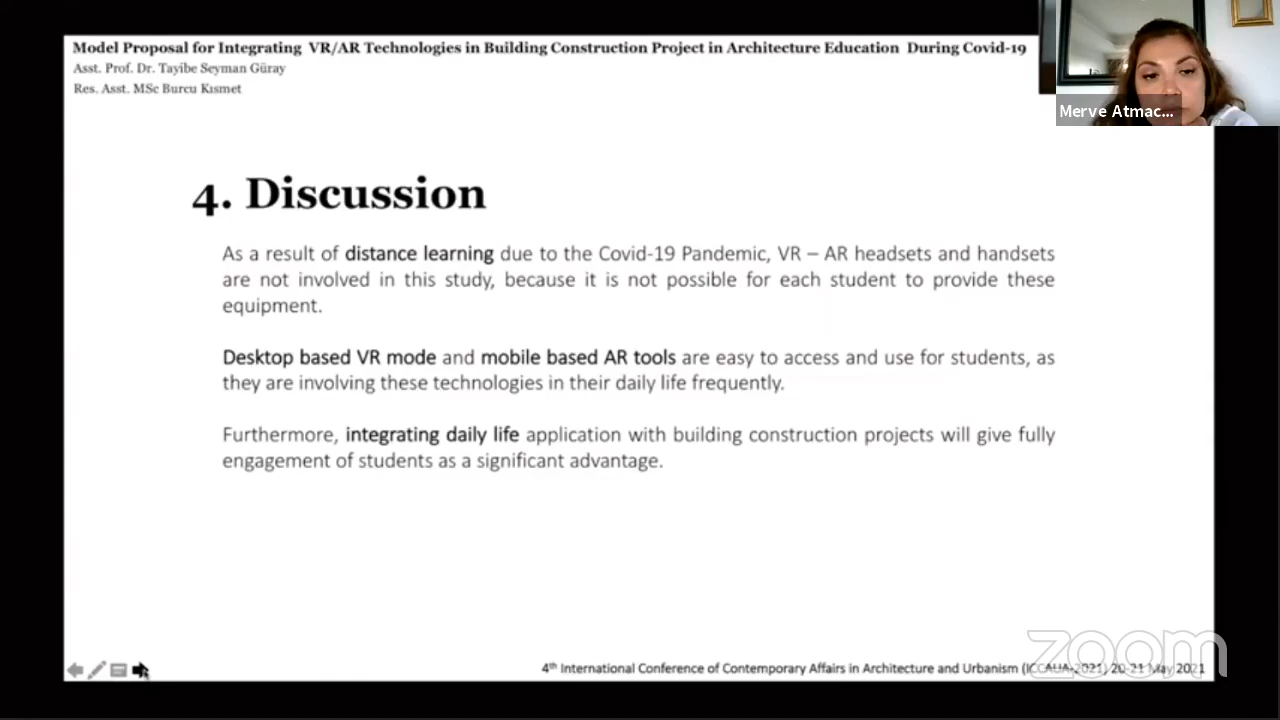 Model Proposal for Integrating VR/AR Technologies in Building Construction Project in Architecture Education During Covid-19
Asst. Prof. Dr. Tayibe Seyman Güray
Res. Asst. MSc Burcu Kısmet
Merve Atmac...
4. Discussion
As a result of distance learning due to the Covid-19 Pandemic, VR – AR headsets and handsets
are not involved in this study, because it is not possible for each student to provide these
equipment.
Desktop based VR mode and mobile based AR tools are easy to access and use for students, as
they are involving these technologies in their daily life frequently.
Furthermore, integrating daily life application with building construction projects will give fully
engagement of students as a significant advantage.
4th International Conference of Contemporary Affairs in Architecture and Urbanism (ICCAUA-2021) 20-21 May 2021
zoom